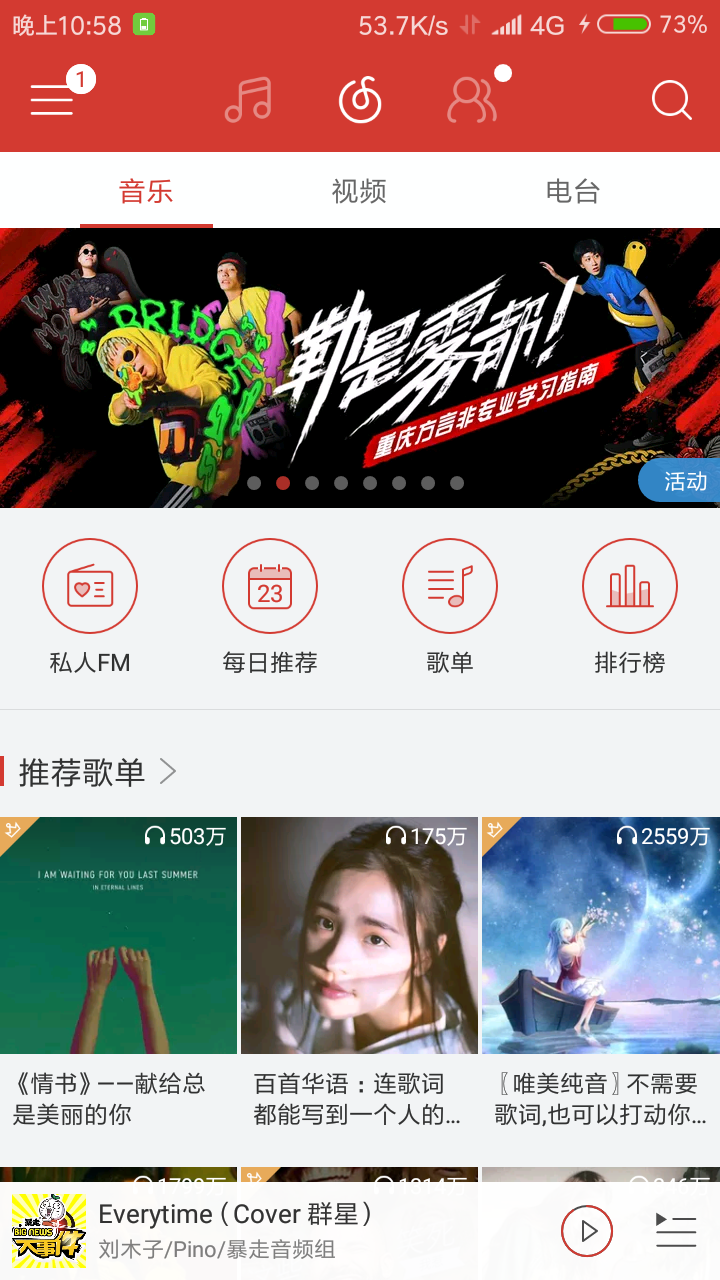 晚上10:58
53.7K/s 4G 73%
1
音乐 视频 电台
BRIDGE
勒是雾都!
重庆方言非专业学习指南
活动
23
私人FM 每日推荐 歌单 排行榜
推荐歌单
503万 175万 2559万
I AM WAITING FOR YOU LAST SUMMER
IN ETERNAL LINES
《情书》——献给总
是美丽的你
百首华语：连歌词
都能写到一个人的...
〖唯美纯音〗不需要
歌词,也可以打动你...
暴走
BIG NEWS
大事件
Everytime（Cover 群星）
刘木子/Pino/暴走音频组